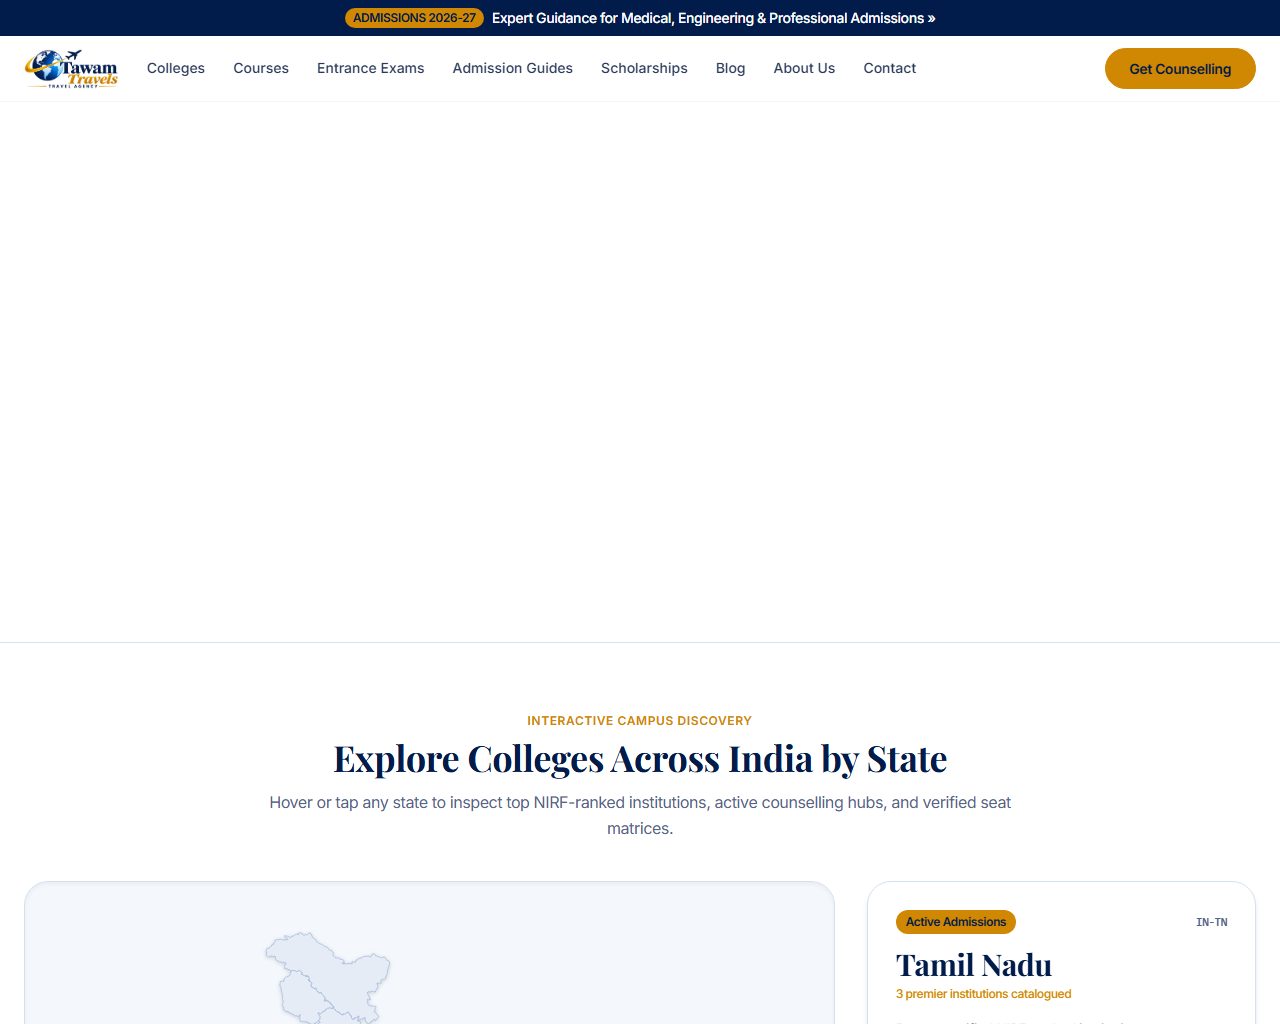 ADMISSIONS 2026-27 Expert Guidance for Medical, Engineering & Professional Admissions »
Tawam
Travels
TRAVEL AGENCY
Colleges Courses Entrance Exams Admission Guides Scholarships Blog About Us Contact
Get Counselling
INTERACTIVE CAMPUS DISCOVERY
Explore Colleges Across India by State
Hover or tap any state to inspect top NIRF-ranked institutions, active counselling hubs, and verified seat
matrices.
Active Admissions
IN-TN
Tamil Nadu
3 premier institutions catalogued